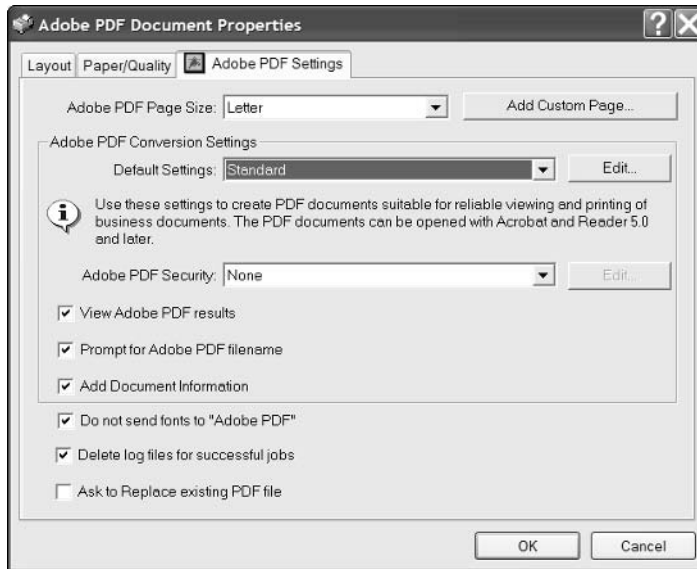 Adobe PDF Document Properties
Layout Paper/Quality Adobe PDF Settings
Adobe PDF Page Size: Letter Add Custom Page...
Adobe PDF Conversion Settings
Default Settings: Standard Edit...
Use these settings to create PDF documents suitable for reliable viewing and printing of
business documents. The PDF documents can be opened with Acrobat and Reader 5.0
and later.
Adobe PDF Security: None Edit...
View Adobe PDF results
Prompt for Adobe PDF filename
Add Document Information
Do not send fonts to "Adobe PDF"
Delete log files for successful jobs
Ask to Replace existing PDF file
OK Cancel